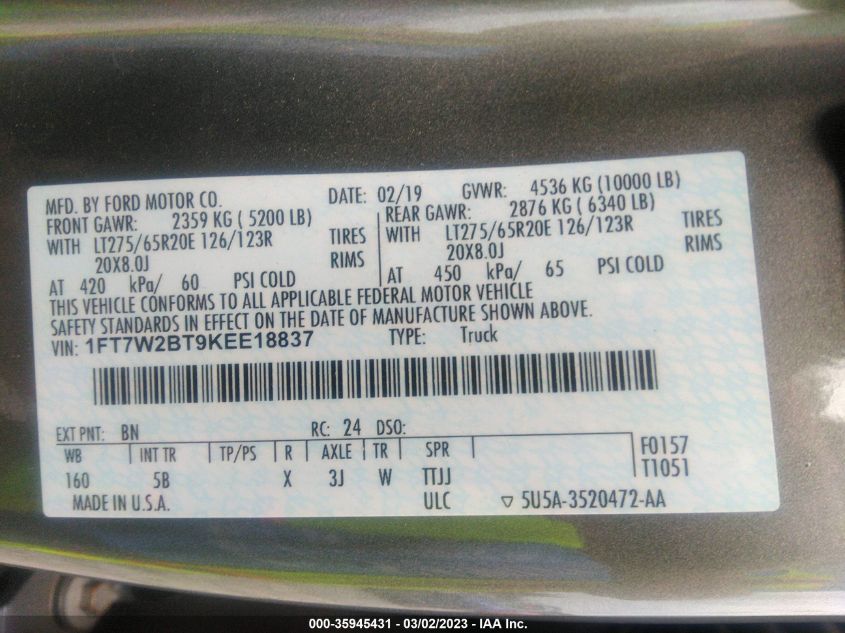 MFD. BY FORD MOTOR CO. DATE: 02/19 GVWR: 4536 KG (10000 LB)
FRONT GAWR: 2359 KG ( 5200 LB) REAR GAWR: 2876 KG ( 6340 LB)
WITH LT275/65R20E 126/123R TIRES WITH LT275/65R20E 126/123R TIRES
20X8.0J RIMS 20X8.0J RIMS
AT 420 kPa/ 60 PSI COLD AT 450 kPa/ 65 PSI COLD
THIS VEHICLE CONFORMS TO ALL APPLICABLE FEDERAL MOTOR VEHICLE
SAFETY STANDARDS IN EFFECT ON THE DATE OF MANUFACTURE SHOWN ABOVE.
VIN: 1FT7W2BT9KEE18837 TYPE: Truck
EXT PNT: BN RC: 24 DSO:
WB INT TR TP/PS R AXLE TR SPR F0157
160 5B X 3J W TTJJ T1051
MADE IN U.S.A. ULC ▽ 5U5A-3520472-AA
000-35945431 - 03/02/2023 - IAA Inc.